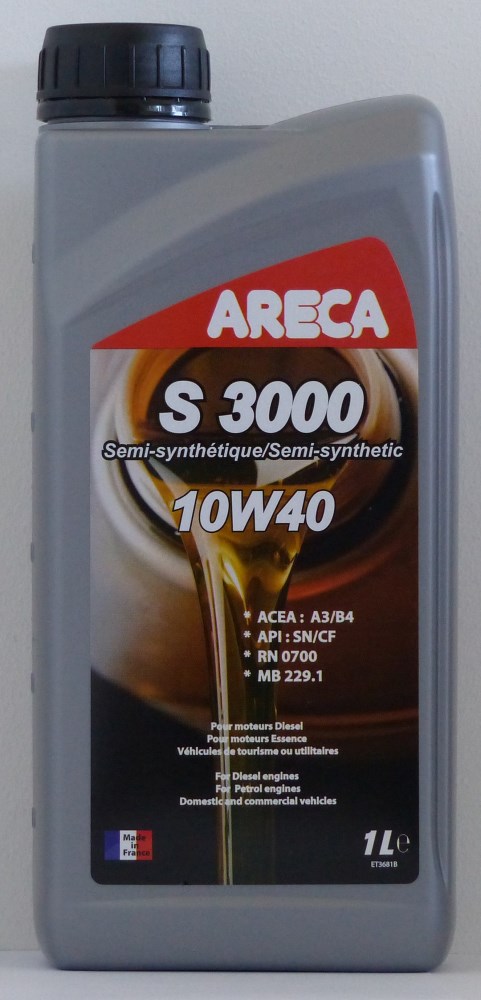 ARECA
S 3000
Semi-synthétique/Semi-synthetic
10W40
* ACEA : A3/B4
* API : SN/CF
* RN 0700
* MB 229.1
Pour moteurs Diesel
Pour moteurs Essence
Véhicules de tourisme ou utilitaires
For Diesel engines
For Petrol engines
Domestic and commercial vehicles
Made
in
France
1L℮
ET3681B